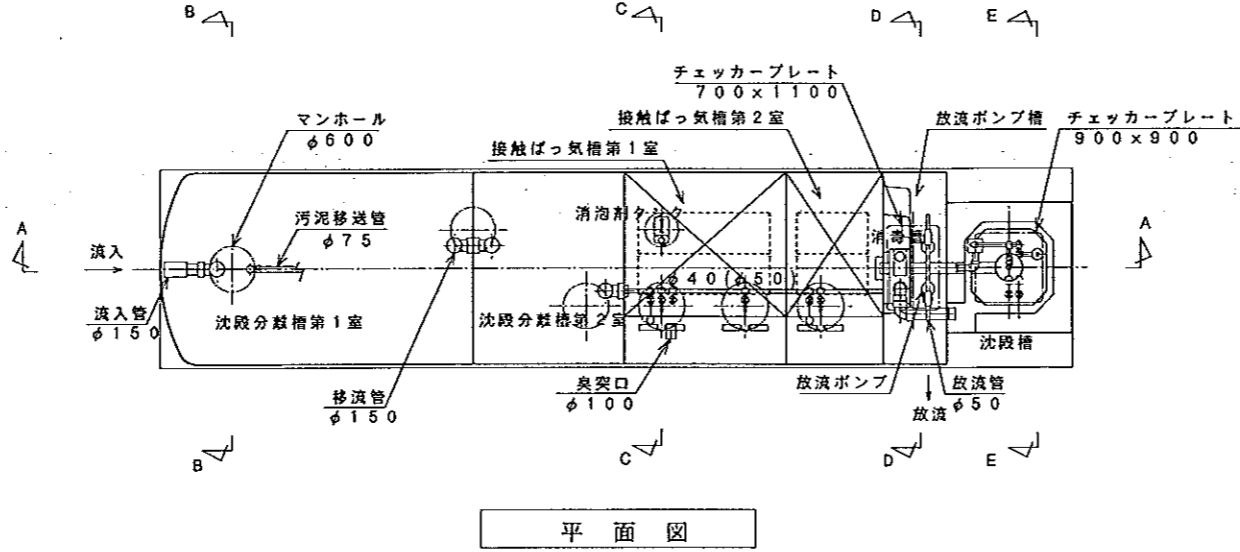 B
C
D
E
チェッカープレート
700x1100
マンホール
φ600
接触ばっ気槽第2室
放流ポンプ槽
チェッカープレート
900x900
接触ばっ気槽第1室
汚泥移送管
φ75
消泡剤タンク
A
流入
A
φ40(φ50)
流入管
φ150
沈殿分離槽第1室
沈殿分離槽第2室
沈殿槽
移流管
φ150
臭突口
φ100
放流ポンプ
放流管
φ50
放流
B
C
D
E
平面図